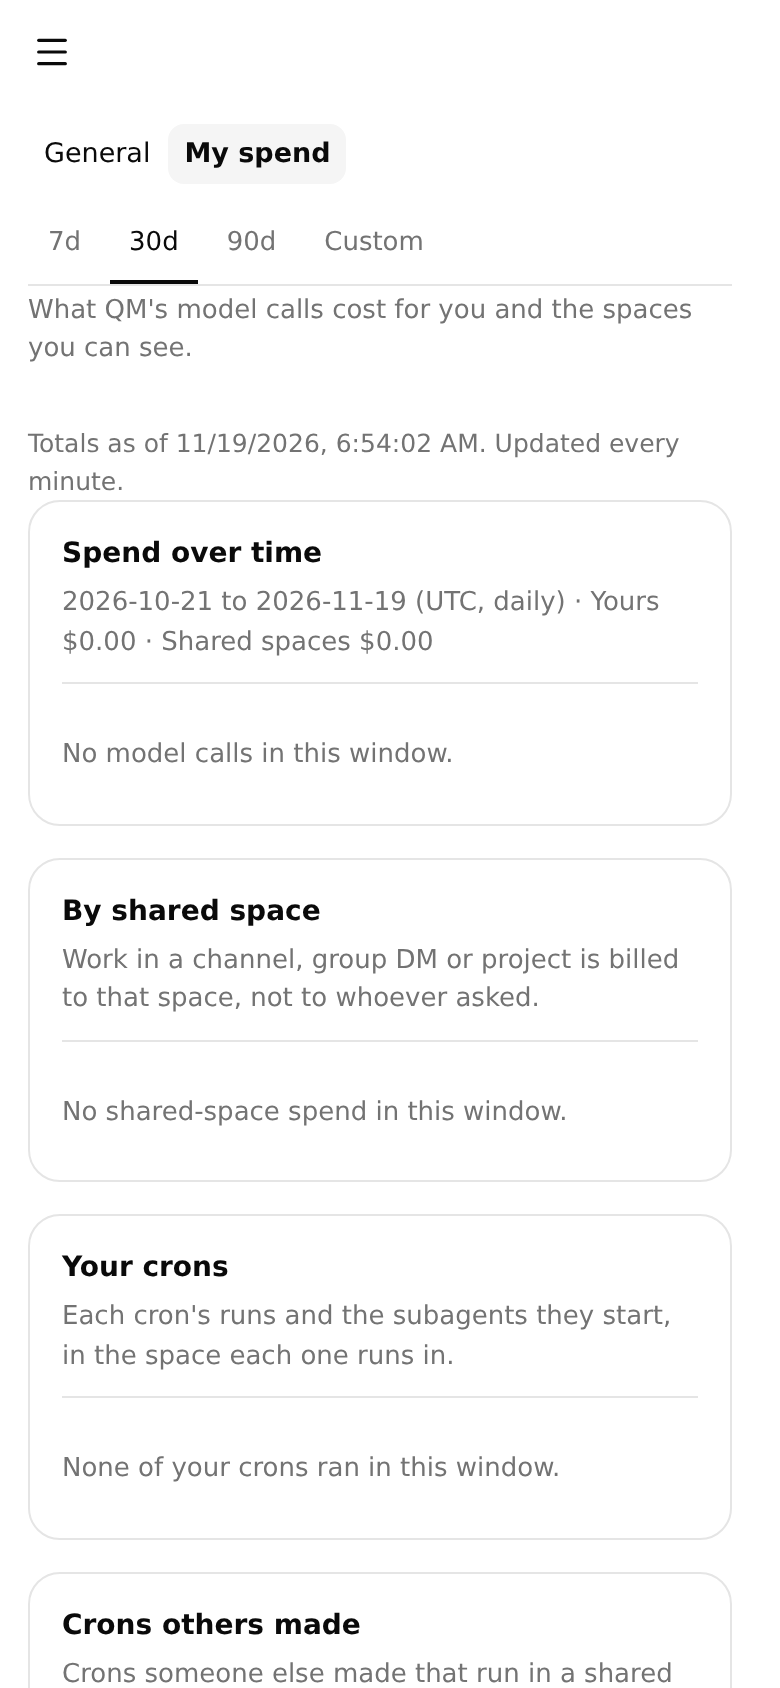 General My spend
7d 30d 90d Custom
What QM's model calls cost for you and the spaces
you can see.
Totals as of 11/19/2026, 6:54:02 AM. Updated every
minute.
Spend over time
2026-10-21 to 2026-11-19 (UTC, daily) · Yours
$0.00 · Shared spaces $0.00
No model calls in this window.
By shared space
Work in a channel, group DM or project is billed
to that space, not to whoever asked.
No shared-space spend in this window.
Your crons
Each cron's runs and the subagents they start,
in the space each one runs in.
None of your crons ran in this window.
Crons others made
Crons someone else made that run in a shared